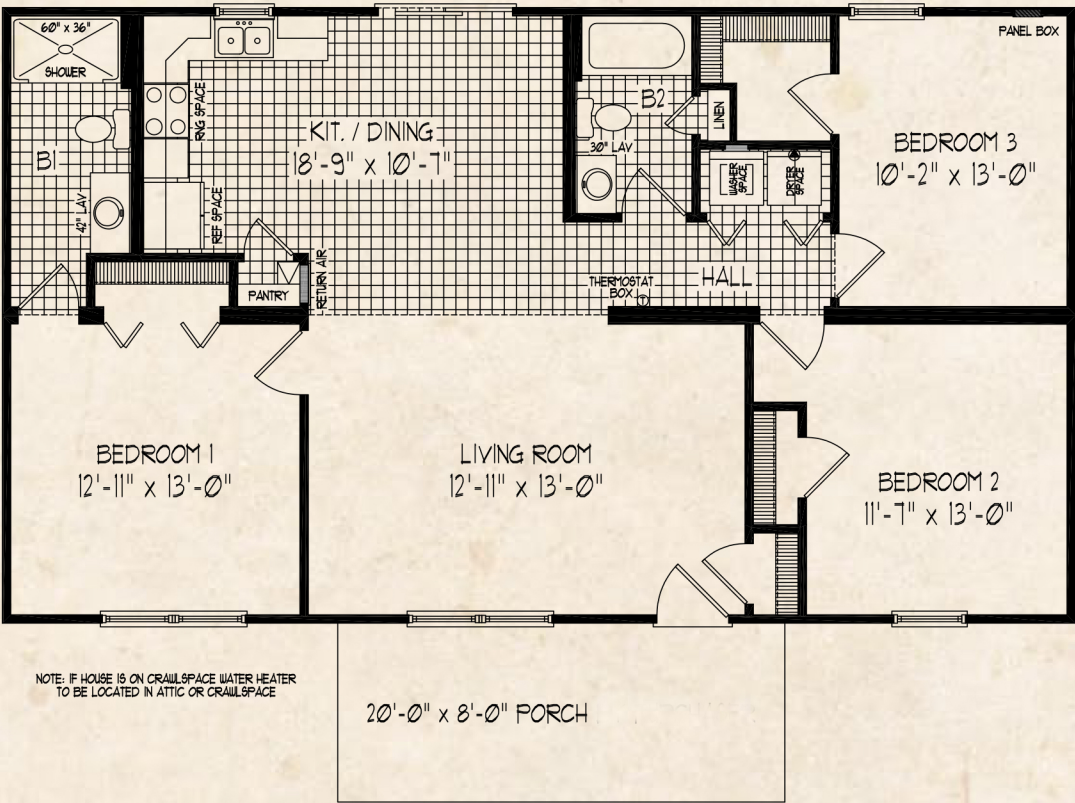 60" x 36"
SHOWER
B1
42" LAV
RNG SPACE
REF SPACE
KIT. / DINING
18'-9" x 10'-7"
PANTRY
RETURN AIR
B2
30" LAV
LINEN
WASHER
SPACE
DRYER
SPACE
THERMOSTAT
BOX
T
HALL
PANEL BOX
BEDROOM 3
10'-2" x 13'-0"
BEDROOM 1
12'-11" x 13'-0"
LIVING ROOM
12'-11" x 13'-0"
BEDROOM 2
11'-7" x 13'-0"
NOTE: IF HOUSE IS ON CRAWLSPACE WATER HEATER
TO BE LOCATED IN ATTIC OR CRAWLSPACE
20'-0" x 8'-0" PORCH